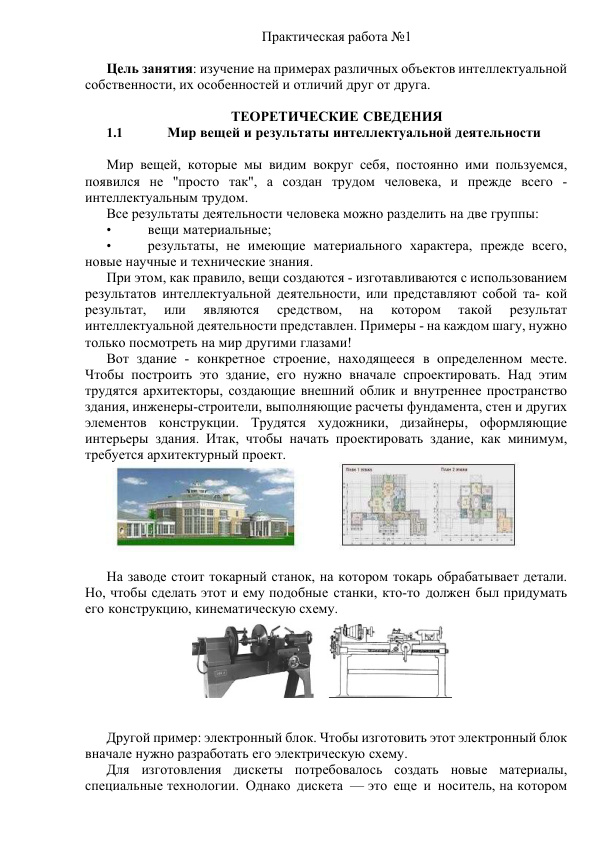 Практическая работа №1
Цель занятия: изучение на примерах различных объектов интеллектуальной
собственности, их особенностей и отличий друг от друга.
ТЕОРЕТИЧЕСКИЕ СВЕДЕНИЯ
1.1 Мир вещей и результаты интеллектуальной деятельности
Мир вещей, которые мы видим вокруг себя, постоянно ими пользуемся,
появился не "просто так", а создан трудом человека, и прежде всего -
интеллектуальным трудом.
Все результаты деятельности человека можно разделить на две группы:
• вещи материальные;
• результаты, не имеющие материального характера, прежде всего,
новые научные и технические знания.
При этом, как правило, вещи создаются - изготавливаются с использованием
результатов интеллектуальной деятельности, или представляют собой та- кой
результат, или являются средством, на котором такой результат
интеллектуальной деятельности представлен. Примеры - на каждом шагу, нужно
только посмотреть на мир другими глазами!
Вот здание - конкретное строение, находящееся в определенном месте.
Чтобы построить это здание, его нужно вначале спроектировать. Над этим
трудятся архитекторы, создающие внешний облик и внутреннее пространство
здания, инженеры-строители, выполняющие расчеты фундамента, стен и других
элементов конструкции. Трудятся художники, дизайнеры, оформляющие
интерьеры здания. Итак, чтобы начать проектировать здание, как минимум,
требуется архитектурный проект.
План 1 этажа План 2 этажа
На заводе стоит токарный станок, на котором токарь обрабатывает детали.
Но, чтобы сделать этот и ему подобные станки, кто-то должен был придумать
его конструкцию, кинематическую схему.
Другой пример: электронный блок. Чтобы изготовить этот электронный блок
вначале нужно разработать его электрическую схему.
Для изготовления дискеты потребовалось создать новые материалы,
специальные технологии. Однако дискета — это еще и носитель, на котором